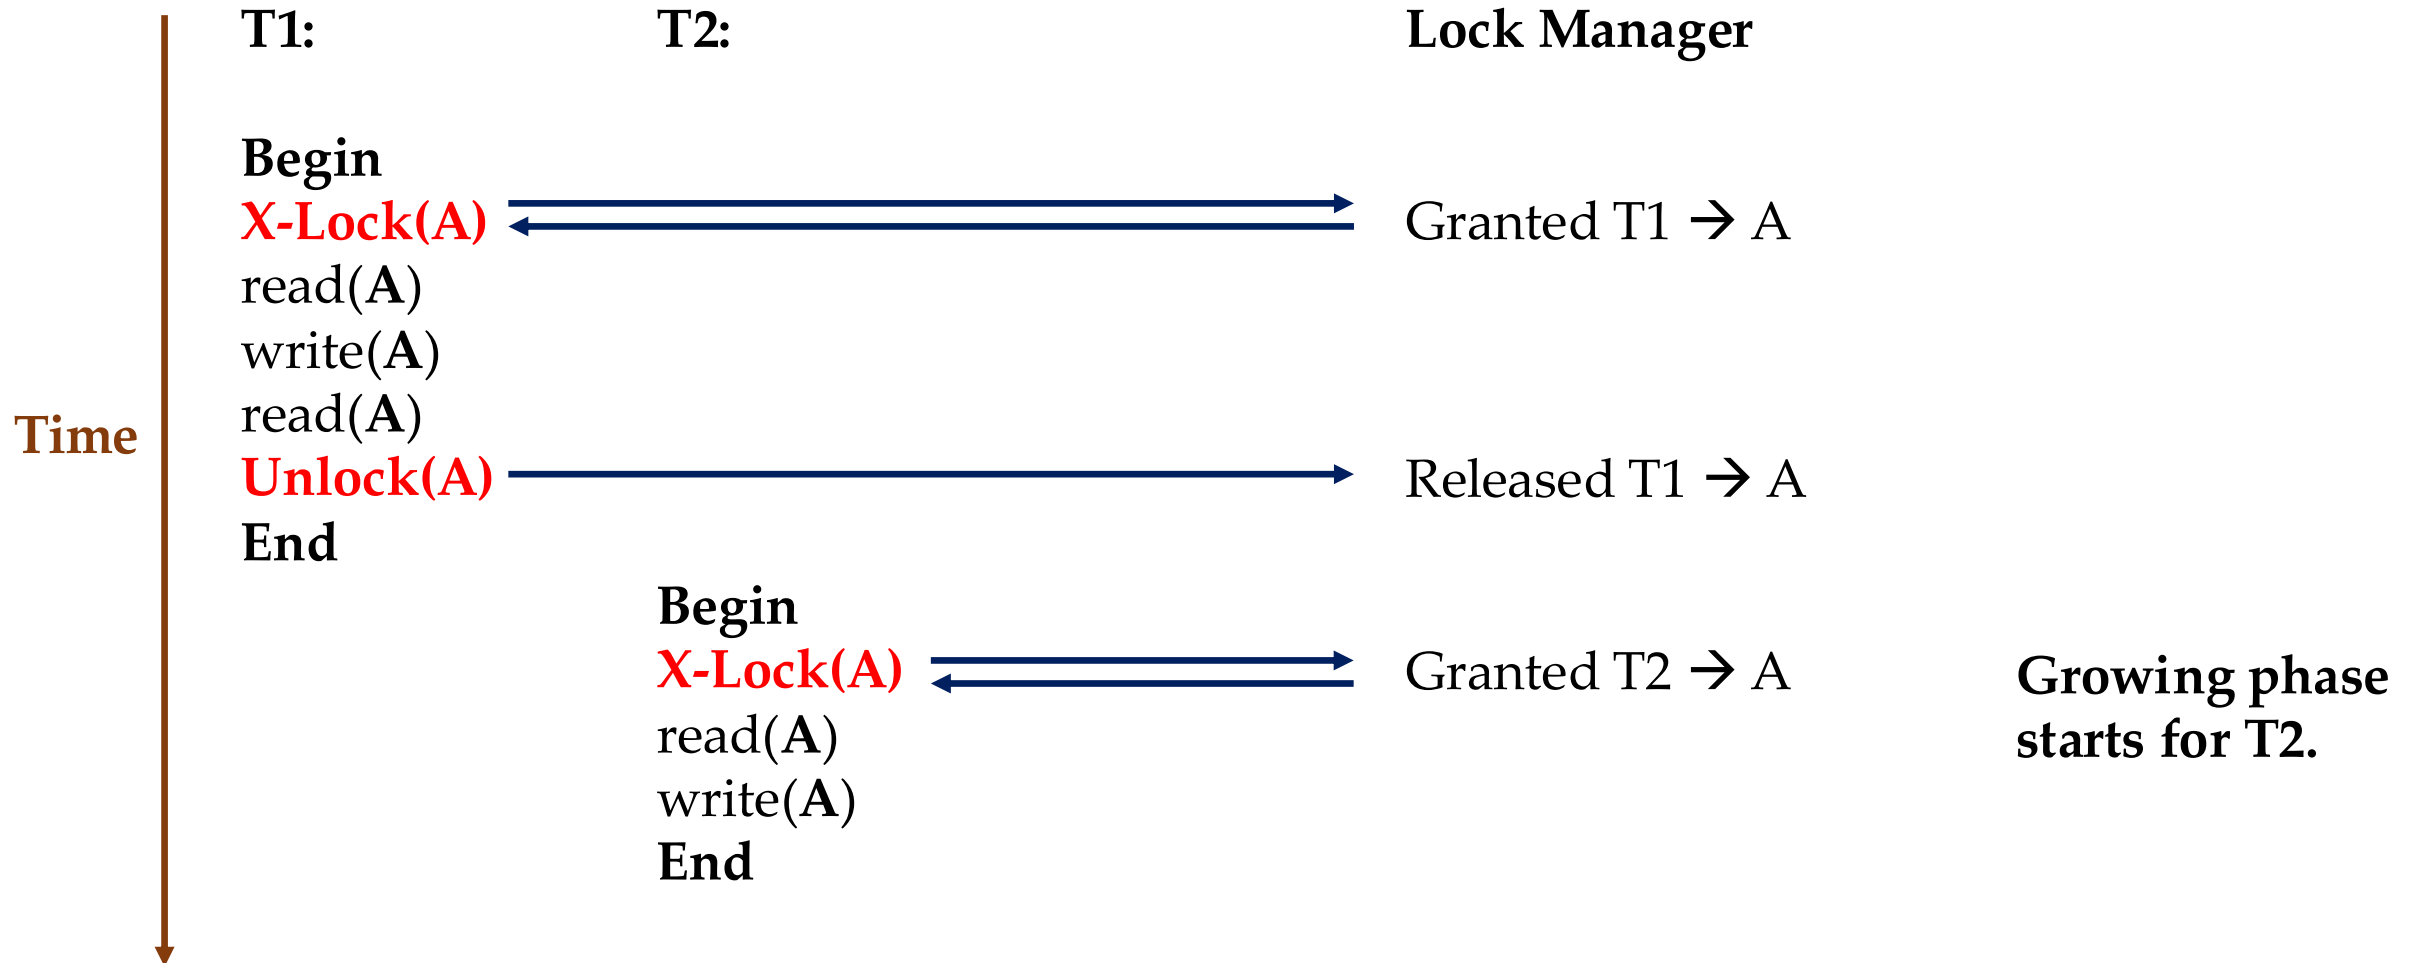 T1: T2: Lock Manager
Begin
X-Lock(A) Granted T1 → A
read(A)
write(A)
read(A)
Time
Unlock(A) Released T1 → A
End
Begin
X-Lock(A) Granted T2 → A Growing phase
read(A) starts for T2.
write(A)
End